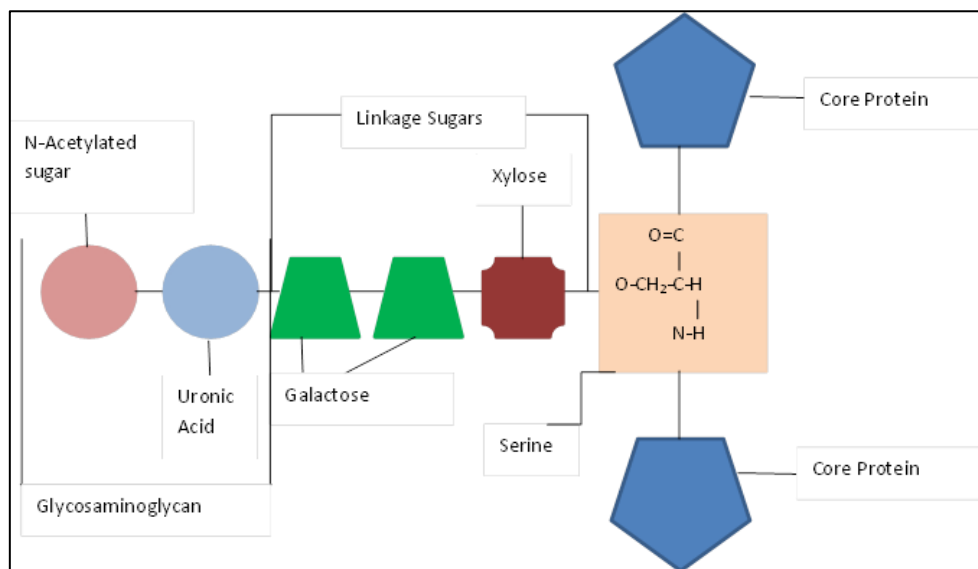 Core Protein
Linkage Sugars
N-Acetylated
sugar
Xylose
O=C
O-CH₂-C-H
N-H
Uronic
Acid
Galactose
Serine
Core Protein
Glycosaminoglycan